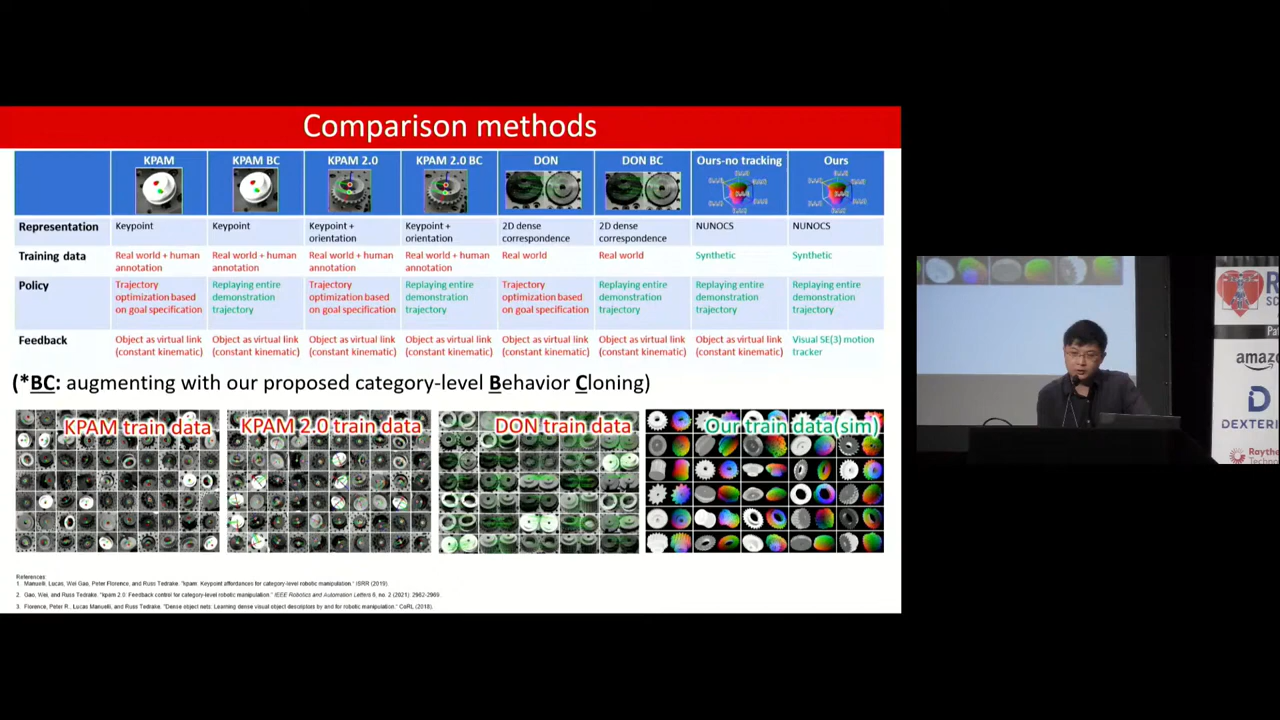 Comparison methods
KPAM
KPAM BC
KPAM 2.0
KPAM 2.0 BC
DON
DON BC
Ours-no tracking
Ours
Representation
Keypoint
Keypoint
Keypoint +
orientation
Keypoint +
orientation
2D dense
correspondence
2D dense
correspondence
NUNOCS
NUNOCS
Training data
Real world + human
annotation
Real world + human
annotation
Real world + human
annotation
Real world + human
annotation
Real world
Real world
Synthetic
Synthetic
Policy
Trajectory
optimization based
on goal specification
Replaying entire
demonstration
trajectory
Trajectory
optimization based
on goal specification
Replaying entire
demonstration
trajectory
Trajectory
optimization based
on goal specification
Replaying entire
demonstration
trajectory
Replaying entire
demonstration
trajectory
Replaying entire
demonstration
trajectory
Feedback
Object as virtual link
(constant kinematic)
Object as virtual link
(constant kinematic)
Object as virtual link
(constant kinematic)
Object as virtual link
(constant kinematic)
Object as virtual link
(constant kinematic)
Object as virtual link
(constant kinematic)
Object as virtual link
(constant kinematic)
Visual SE(3) motion
tracker
(*BC: augmenting with our proposed category-level Behavior Cloning)
KPAM train data
KPAM 2.0 train data
DON train data
Our train data(sim)
References
1. Manuelli, Lucas, Wei Gao, Peter Florence, and Russ Tedrake. "kpam: Keypoint affordances for category-level robotic manipulation." ISRR (2019).
2. Gao, Wei, and Russ Tedrake. "kpam 2.0: Feedback control for category-level robotic manipulation." IEEE Robotics and Automation Letters 6, no. 2 (2021): 2962-2969.
3. Florence, Peter R., Lucas Manuelli, and Russ Tedrake. "Dense object nets: Learning dense visual object descriptors by and for robotic manipulation." CoRL (2018).
R
Pa
amazo
D
DEXTERI
Rayth
Techno